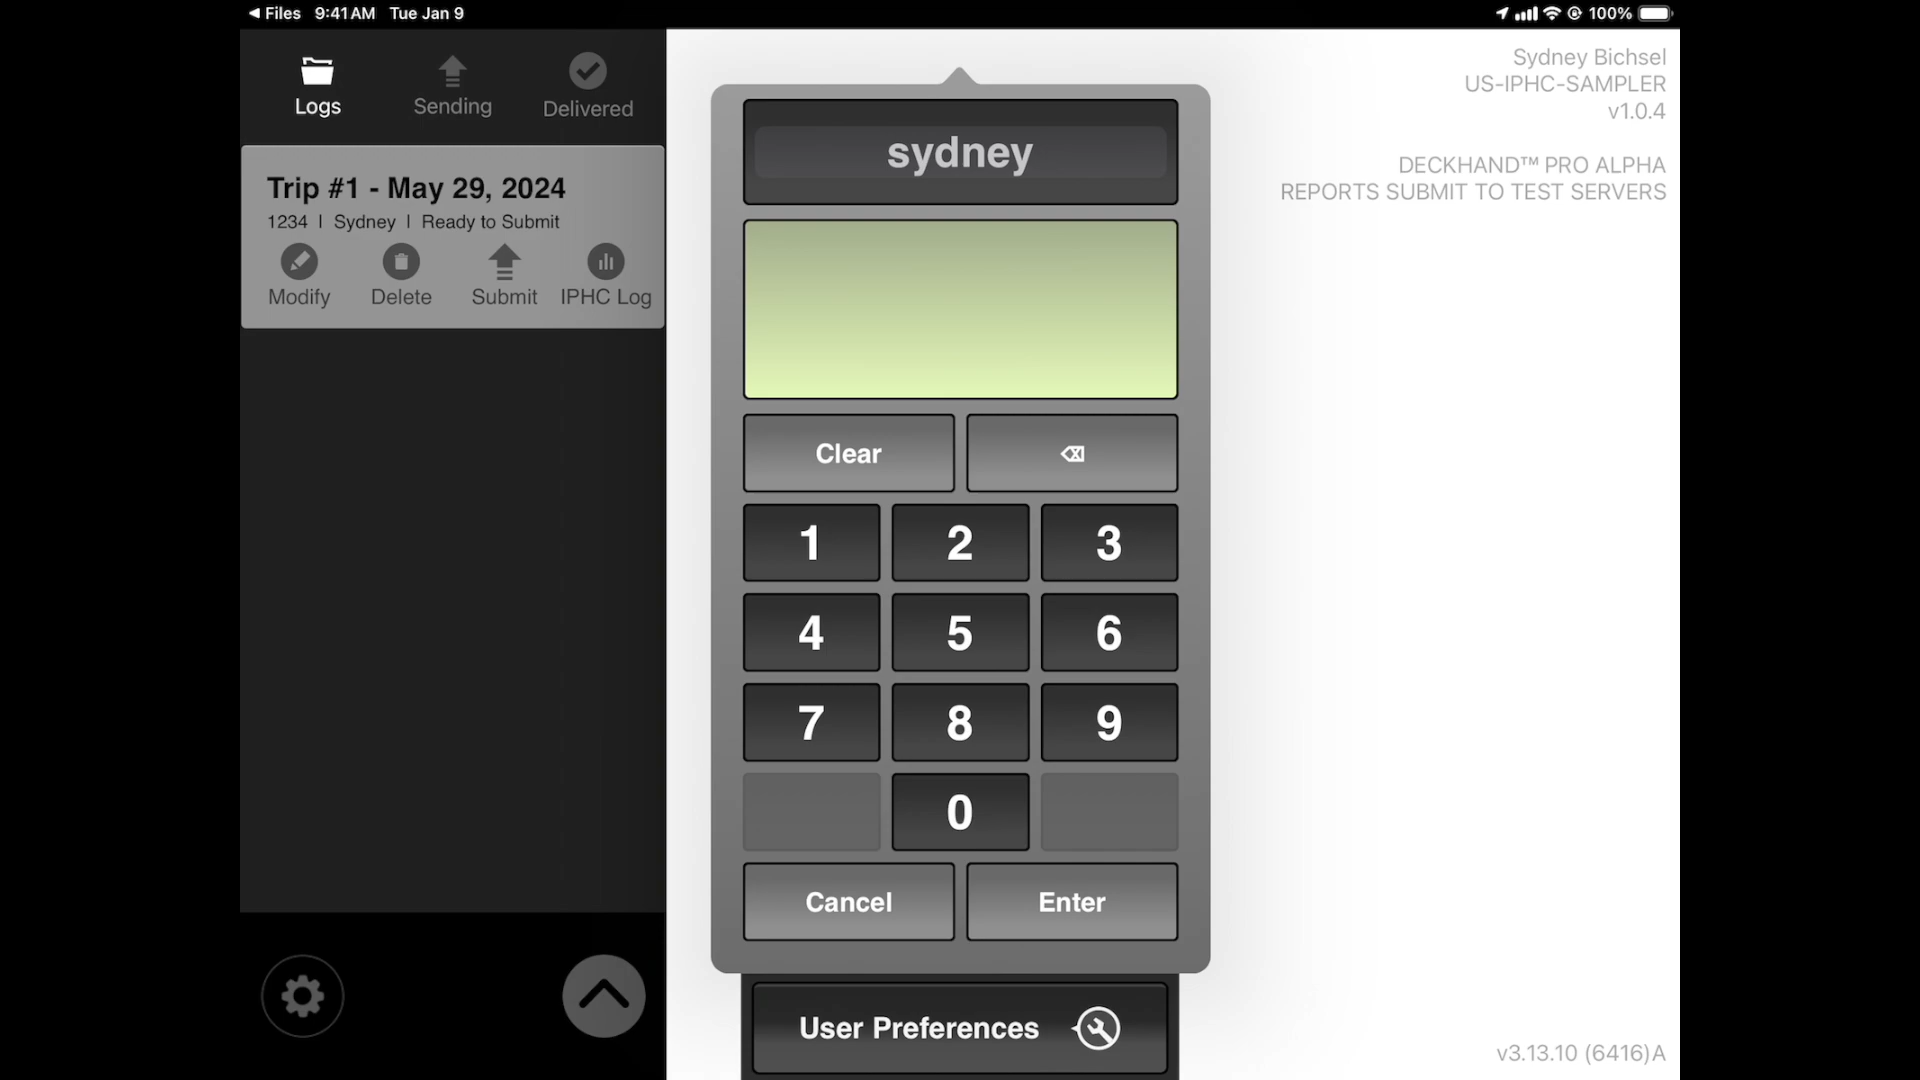 Files 9:41 AM Tue Jan 9
100%
Logs
Sending
Delivered
Trip #1 - May 29, 2024
1234 | Sydney | Ready to Submit
Modify
Delete
Submit
IPHC Log
sydney
Clear
1 2 3
4 5 6
7 8 9
0
Cancel
Enter
User Preferences
Sydney Bichsel
US-IPHC-SAMPLER
v1.0.4
DECKHAND™ PRO ALPHA
REPORTS SUBMIT TO TEST SERVERS
v3.13.10 (6416)A